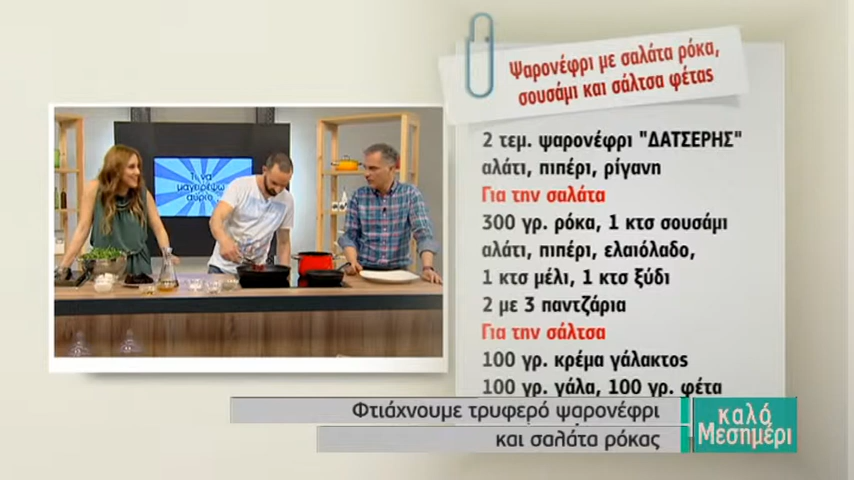 Ψαρονέφρι με σαλάτα ρόκα,
σουσάμι και σάλτσα φέτας
2 τεμ. ψαρονέφρι "ΔΑΤΣΕΡΗΣ"
αλάτι, πιπέρι, ρίγανη
Για την σαλάτα
300 γρ. ρόκα, 1 κτσ σουσάμι
αλάτι, πιπέρι, ελαιόλαδο,
1 κτσ μέλι, 1 κτσ ξύδι
2 με 3 παντζάρια
Για την σάλτσα
100 γρ. κρέμα γάλακτος
100 γρ. γάλα, 100 γρ. φέτα
Τι να
μαγειρέψω
αύριο
Φτιάχνουμε τρυφερό ψαρονέφρι
και σαλάτα ρόκας
καλό
Μεσημέρι